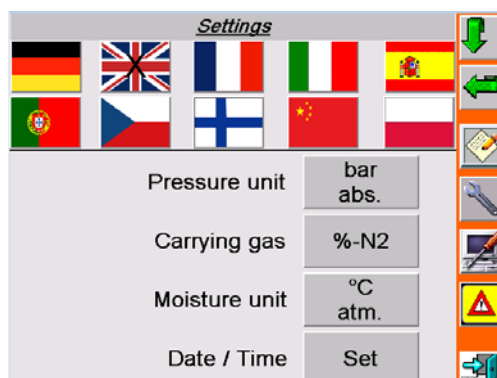 Settings
Pressure unit
bar
abs.
Carrying gas
%-N2
Moisture unit
°C
atm.
Date / Time
Set